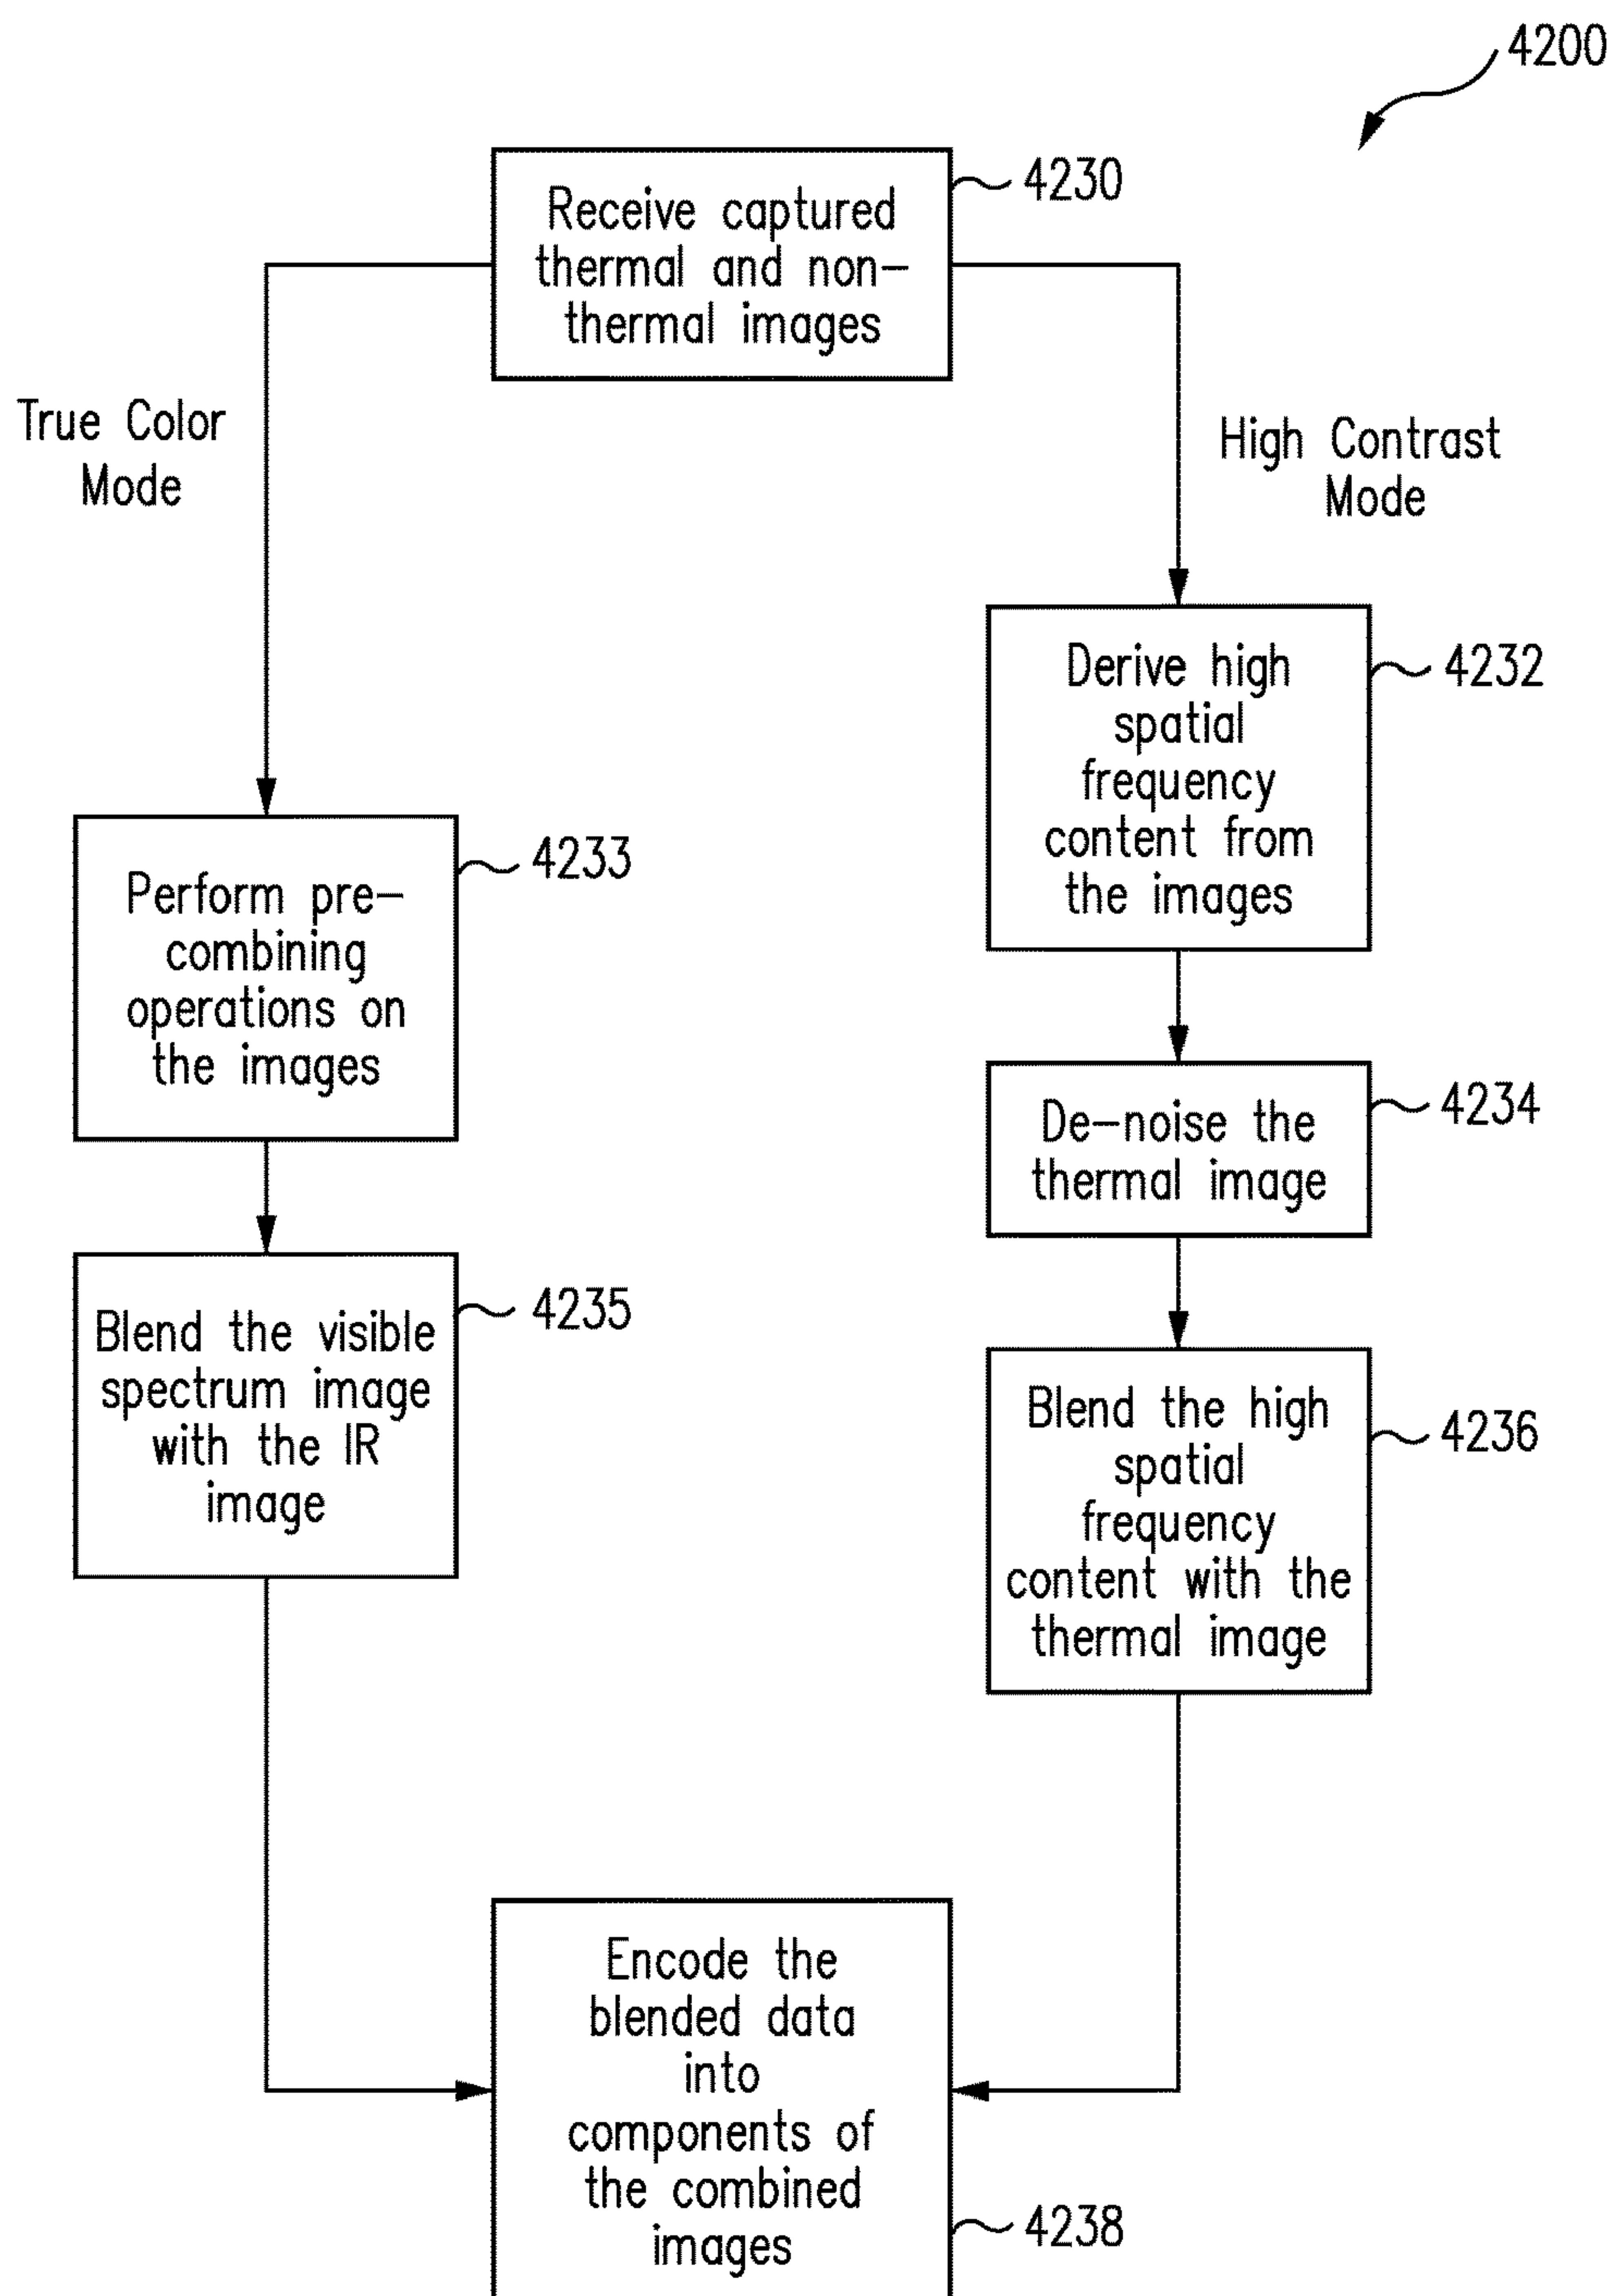 4200
Receive captured
thermal and non-
thermal images
4230
True Color
Mode
High Contrast
Mode
Derive high
spatial
frequency
content from
the images
4232
Perform pre-
combining
operations on
the images
4233
De-noise the
thermal image
4234
Blend the visible
spectrum image
with the IR
image
4235
Blend the high
spatial
frequency
content with the
thermal image
4236
Encode the
blended data
into
components of
the combined
images
4238